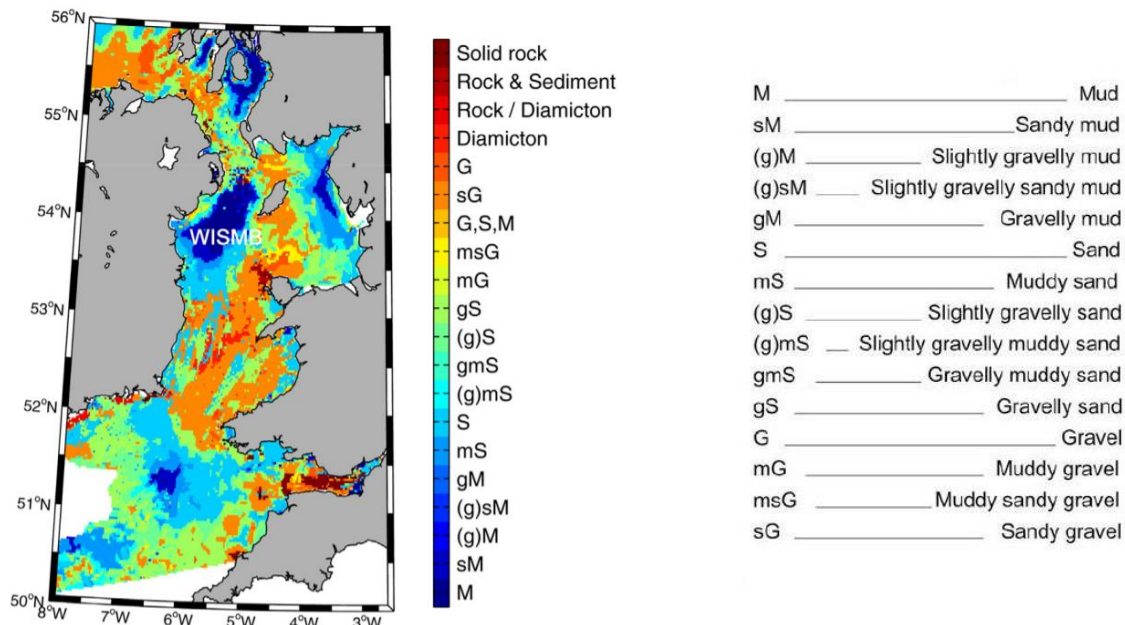 56°N
55°N
54°N
53°N
52°N
51°N
50°N
8°W 7°W 6°W 5°W 4°W 3°W
WISMB
Solid rock
Rock & Sediment
Rock / Diamicton
Diamicton
G
sG
G,S,M
msG
mG
gS
(g)S
gmS
(g)mS
S
mS
gM
(g)sM
(g)M
sM
M
M Mud
sM Sandy mud
(g)M Slightly gravelly mud
(g)sM Slightly gravelly sandy mud
gM Gravelly mud
S Sand
mS Muddy sand
(g)S Slightly gravelly sand
(g)mS Slightly gravelly muddy sand
gmS Gravelly muddy sand
gS Gravelly sand
G Gravel
mG Muddy gravel
msG Muddy sandy gravel
sG Sandy gravel